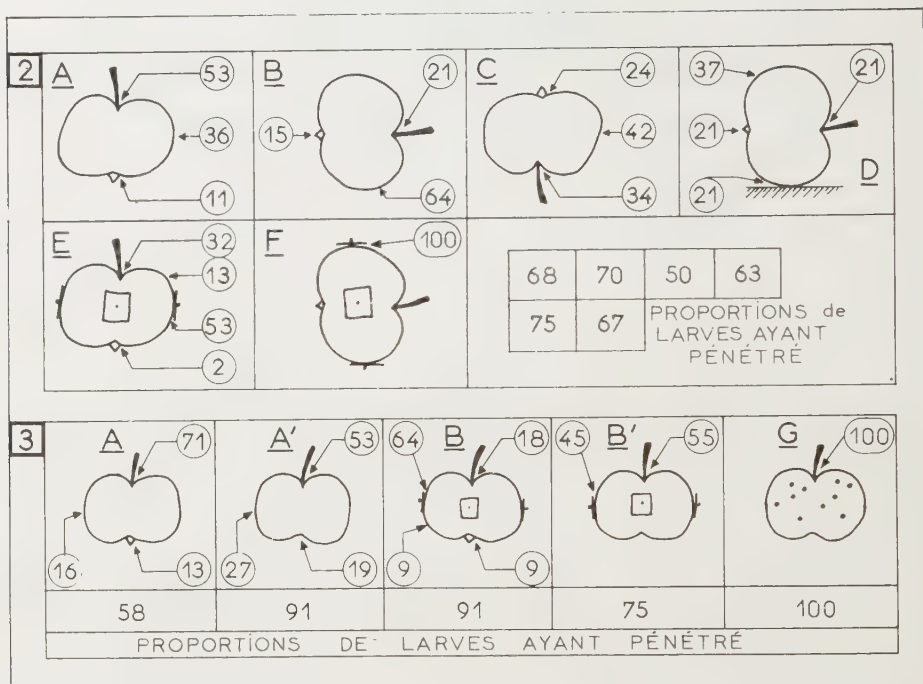 2
A 53
36
11
B 21
15
64
C 24
42
34
37 21
21
D
21
E 32
13
53
2
F 100
68 70 50 63
75 67 PROPORTIONS de
LARVES AYANT
PÉNÉTRÉ
3
A 71
16 13
A' 53
27 19
64 B 18
9 9
45 B' 55
G 100
58 91 91 75 100
PROPORTIONS DE LARVES AYANT PÉNÉTRÉ